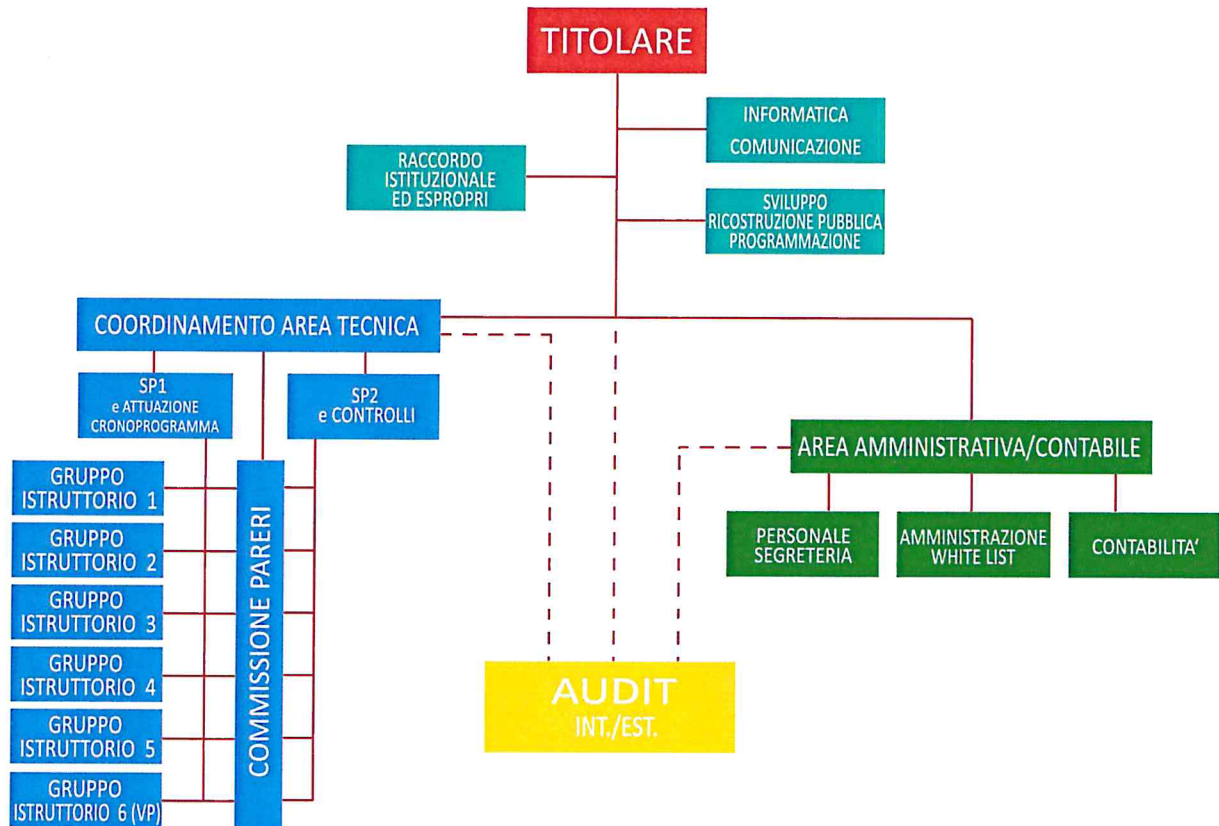 TITOLARE
INFORMATICA
COMUNICAZIONE
RACCORDO
ISTITUZIONALE
ED ESPROPRI
SVILUPPO
RICOSTRUZIONE PUBBLICA
PROGRAMMAZIONE
COORDINAMENTO AREA TECNICA
SP1
e ATTUAZIONE
CRONOPROGRAMMA
SP2
e CONTROLLI
AREA AMMINISTRATIVA/CONTABILE
PERSONALE
SEGRETERIA
AMMINISTRAZIONE
WHITE LIST
CONTABILITA‘
GRUPPO
ISTRUTTORIO 1
GRUPPO
ISTRUTTORIO 2
GRUPPO
ISTRUTTORIO 3
GRUPPO
ISTRUTTORIO 4
GRUPPO
ISTRUTTORIO 5
GRUPPO
ISTRUTTORIO 6 (VP)
COMMISSIONE PARERI
AUDIT
INT./EST.